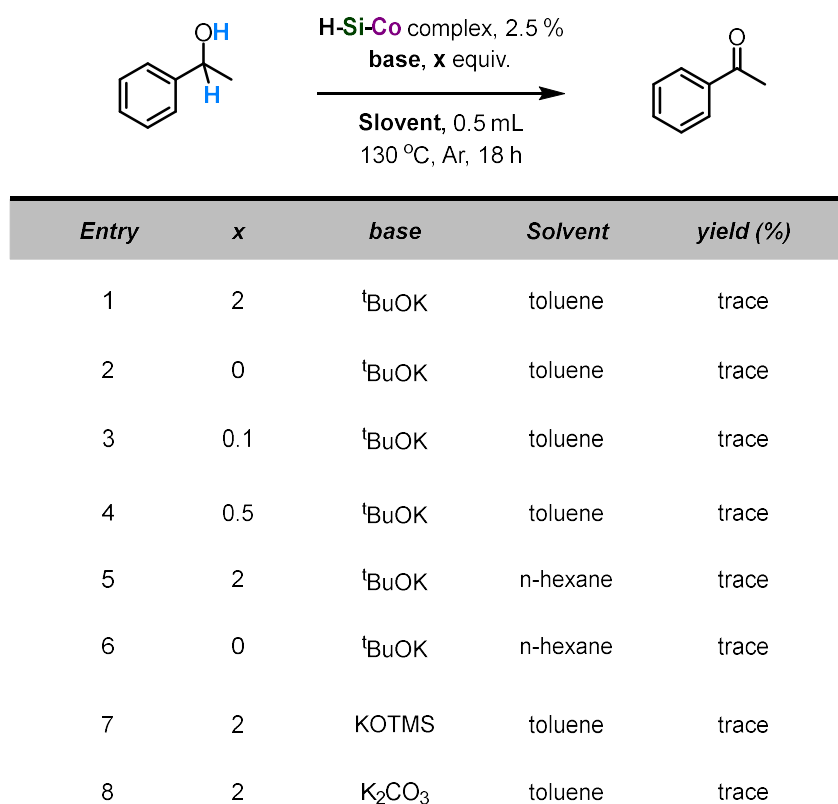 OH
H
H-Si-Co complex, 2.5 %
base, x equiv.
Slovent, 0.5 mL
130 °C, Ar, 18 h
O
Entry x base Solvent yield (%)
1 2 ᵗBuOK toluene trace
2 0 ᵗBuOK toluene trace
3 0.1 ᵗBuOK toluene trace
4 0.5 ᵗBuOK toluene trace
5 2 ᵗBuOK n-hexane trace
6 0 ᵗBuOK n-hexane trace
7 2 KOTMS toluene trace
8 2 K₂CO₃ toluene trace